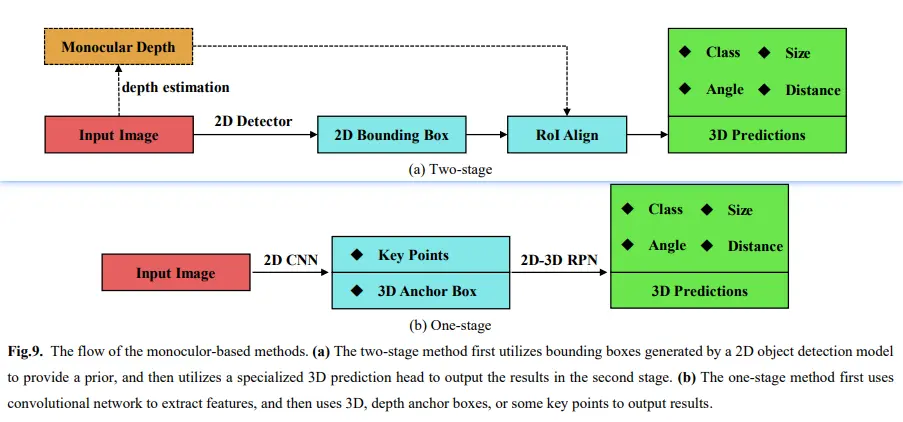 Monocular Depth
depth estimation
Input Image
2D Detector
2D Bounding Box
RoI Align
◆ Class ◆ Size
◆ Angle ◆ Distance
3D Predictions
(a) Two-stage
Input Image
2D CNN
◆ Key Points
◆ 3D Anchor Box
2D-3D RPN
◆ Class ◆ Size
◆ Angle ◆ Distance
3D Predictions
(b) One-stage
Fig.9. The flow of the monoculor-based methods. (a) The two-stage method first utilizes bounding boxes generated by a 2D object detection model
to provide a prior, and then utilizes a specialized 3D prediction head to output the results in the second stage. (b) The one-stage method first uses
convolutional network to extract features, and then uses 3D, depth anchor boxes, or some key points to output results.